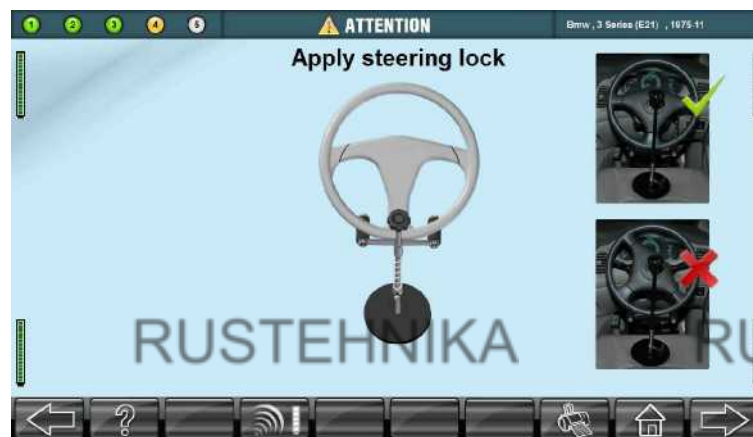 1 2 3 4 5
ATTENTION
Bmw , 3 Series (E21) , 1975-11
Apply steering lock
RUSTEHNIKA
RU
?